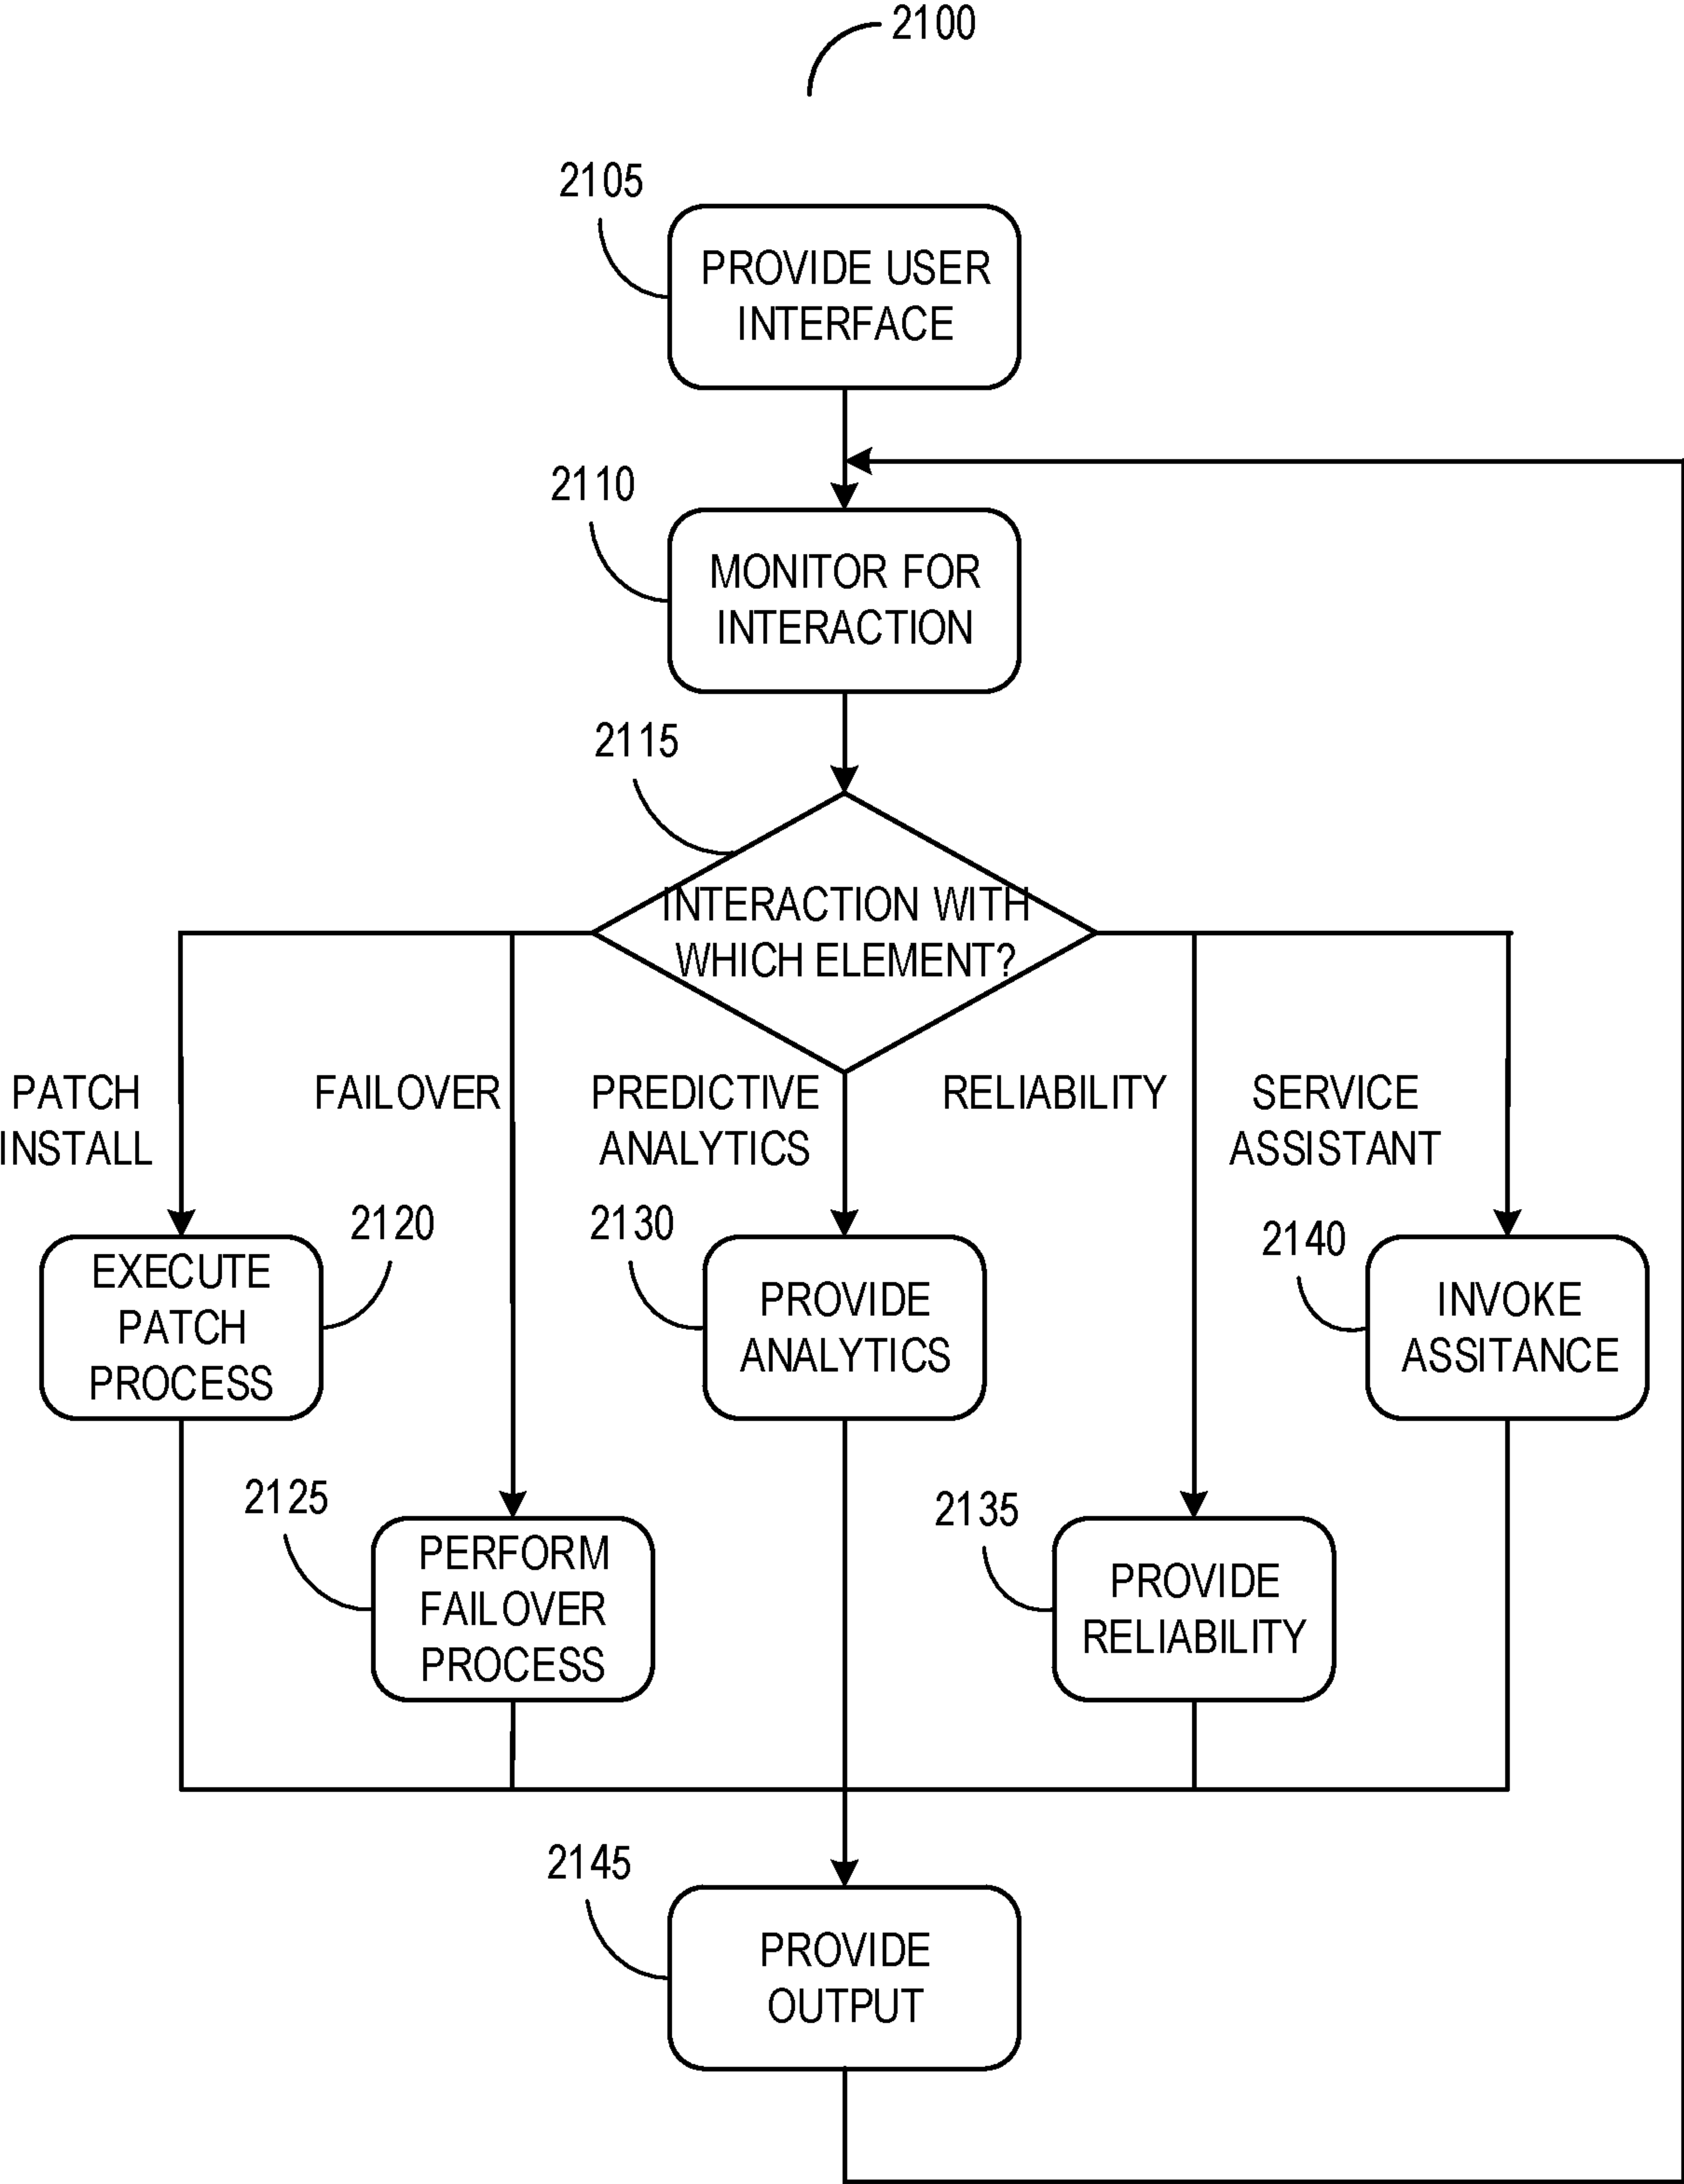 2100
2105
PROVIDE USER
INTERFACE
2110
MONITOR FOR
INTERACTION
2115
INTERACTION WITH
WHICH ELEMENT?
PATCH
INSTALL
FAILOVER
PREDICTIVE
ANALYTICS
RELIABILITY
SERVICE
ASSISTANT
2120
EXECUTE
PATCH
PROCESS
2130
PROVIDE
ANALYTICS
2140
INVOKE
ASSITANCE
2125
PERFORM
FAILOVER
PROCESS
2135
PROVIDE
RELIABILITY
2145
PROVIDE
OUTPUT